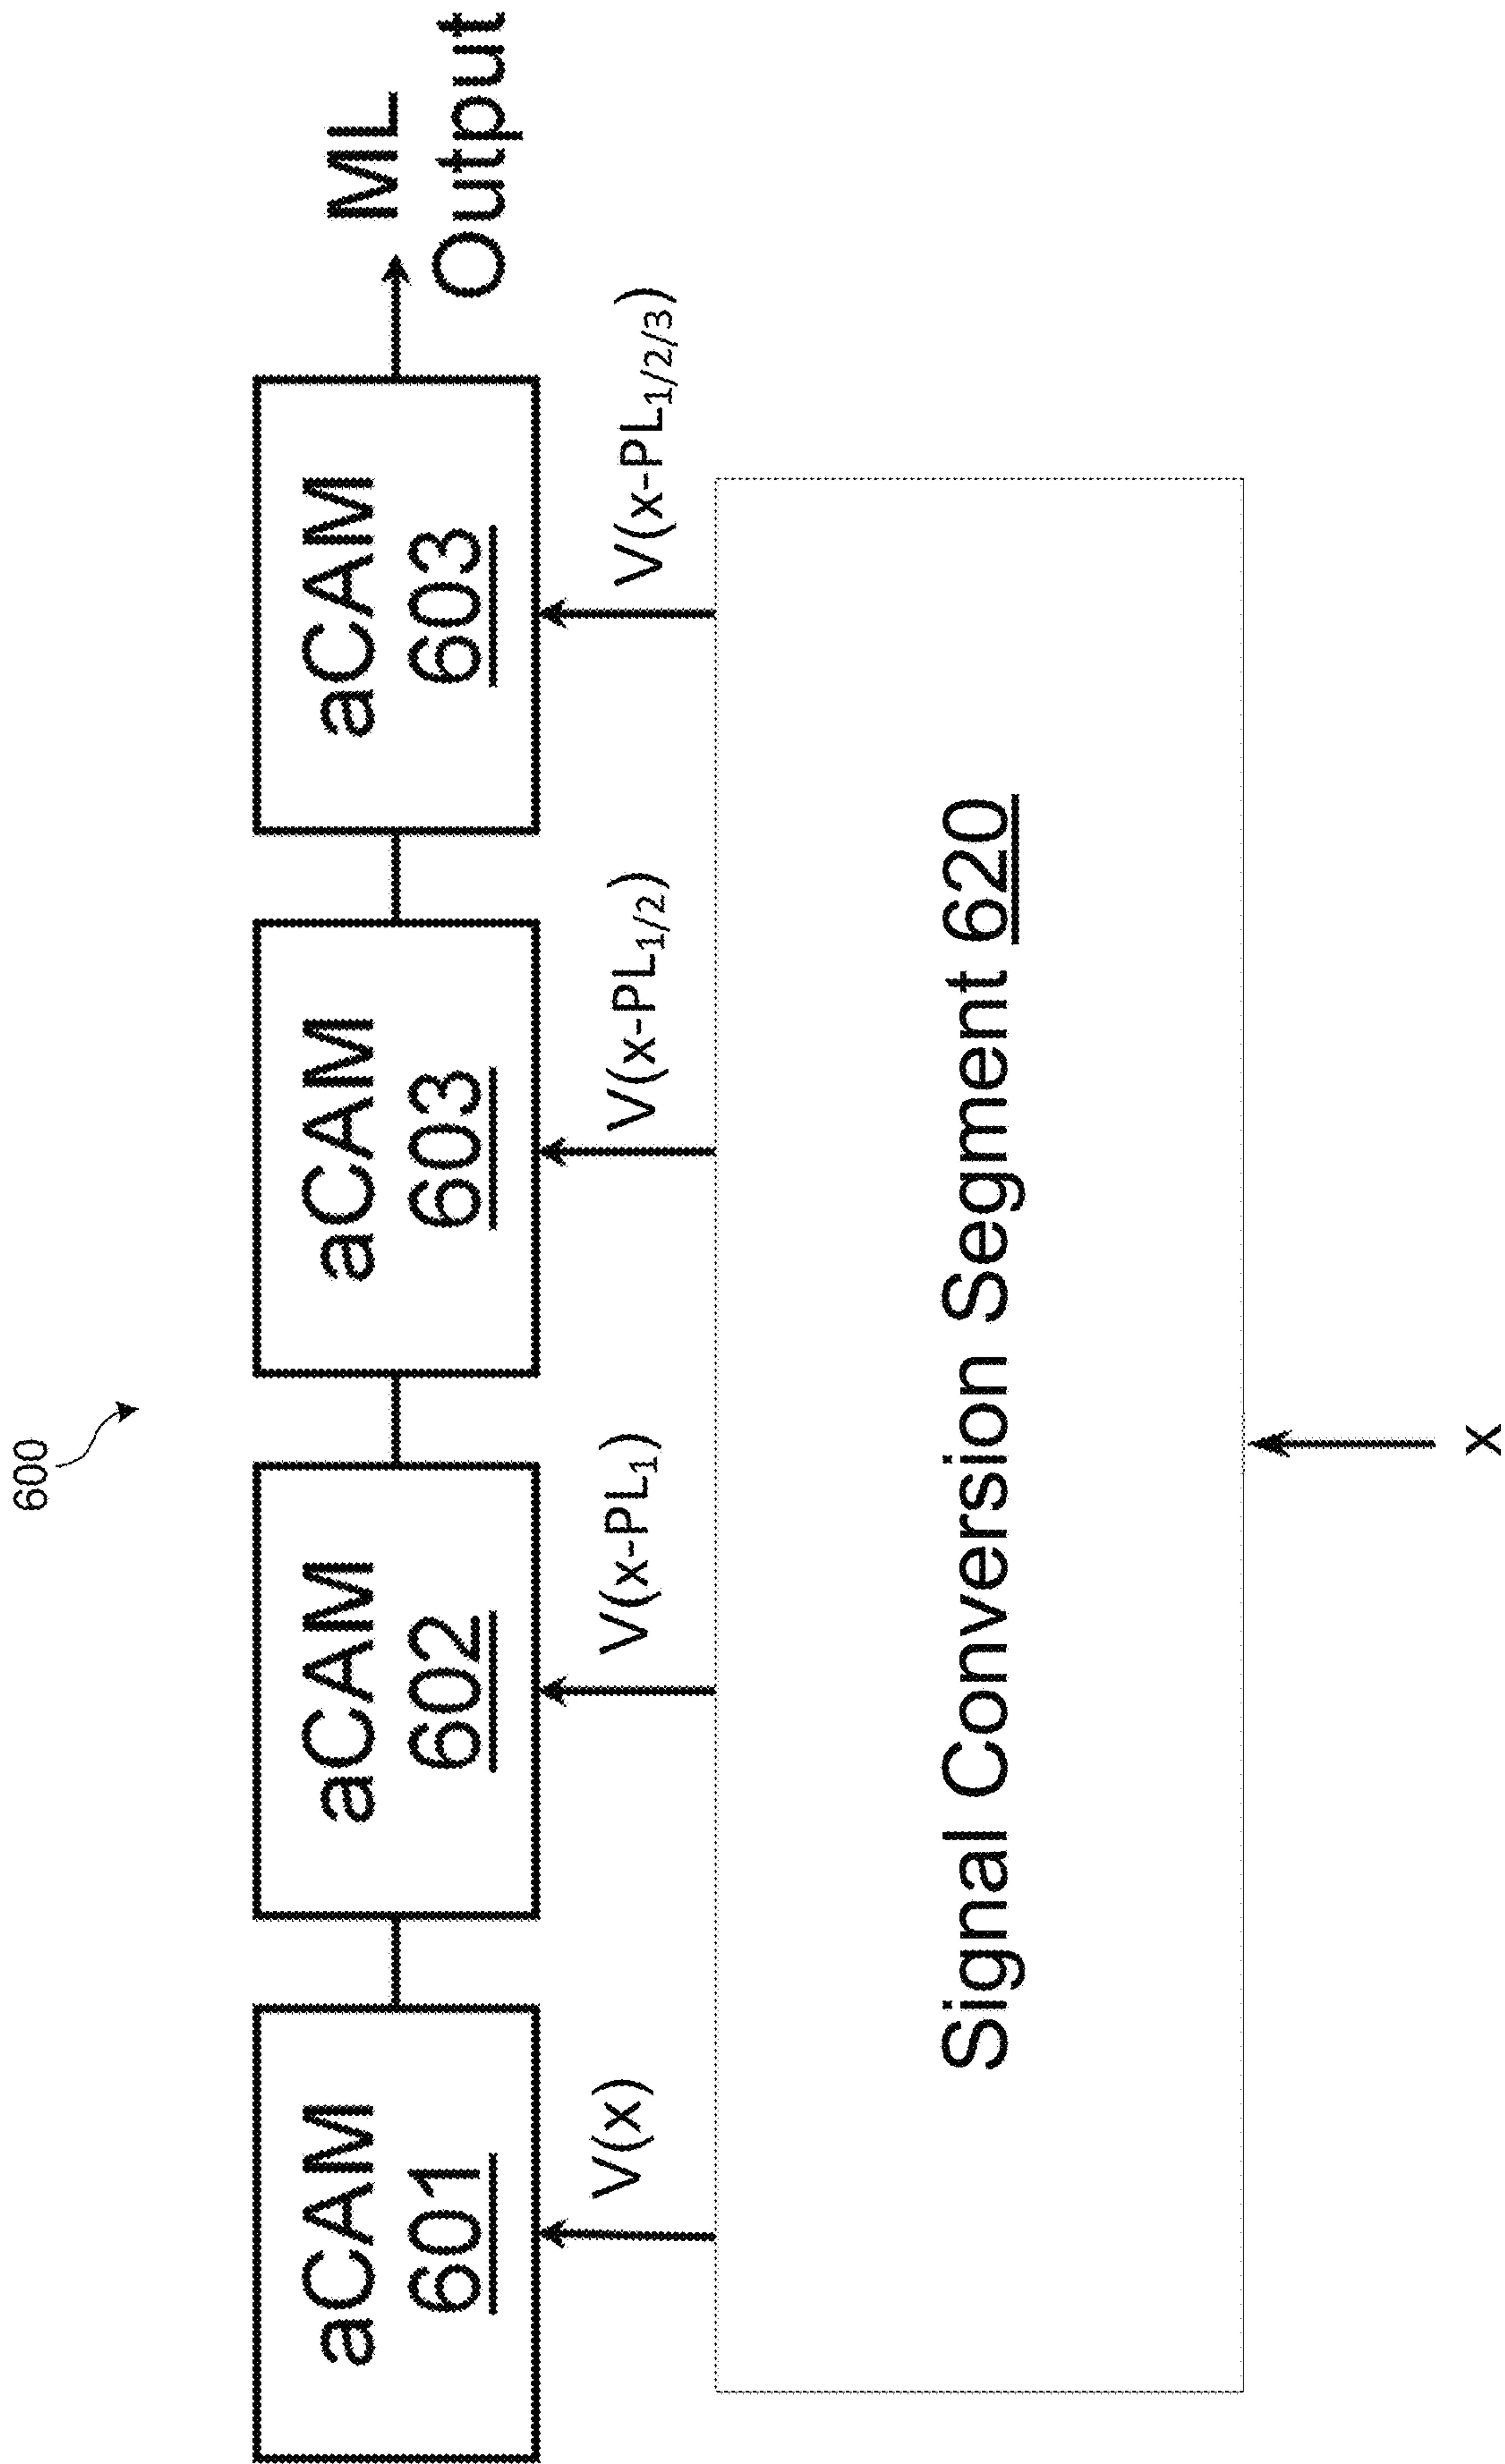 600
aCAM
601
aCAM
602
aCAM
603
aCAM
603
ML
Output
V(x)
V(x-PL₁)
V(x-PL₁/₂)
V(x-PL₁/₂/₃)
Signal Conversion Segment 620
x